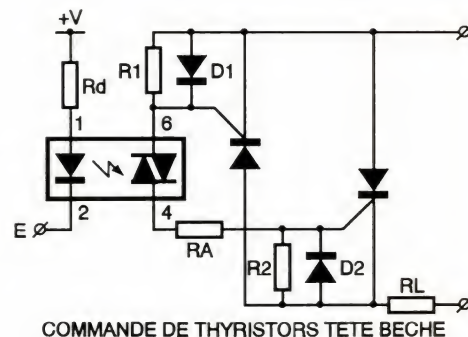 +V
Rd
R1
D1
1
6
2
4
E
RA
R2
D2
RL
COMMANDE DE THYRISTORS TETE BECHE